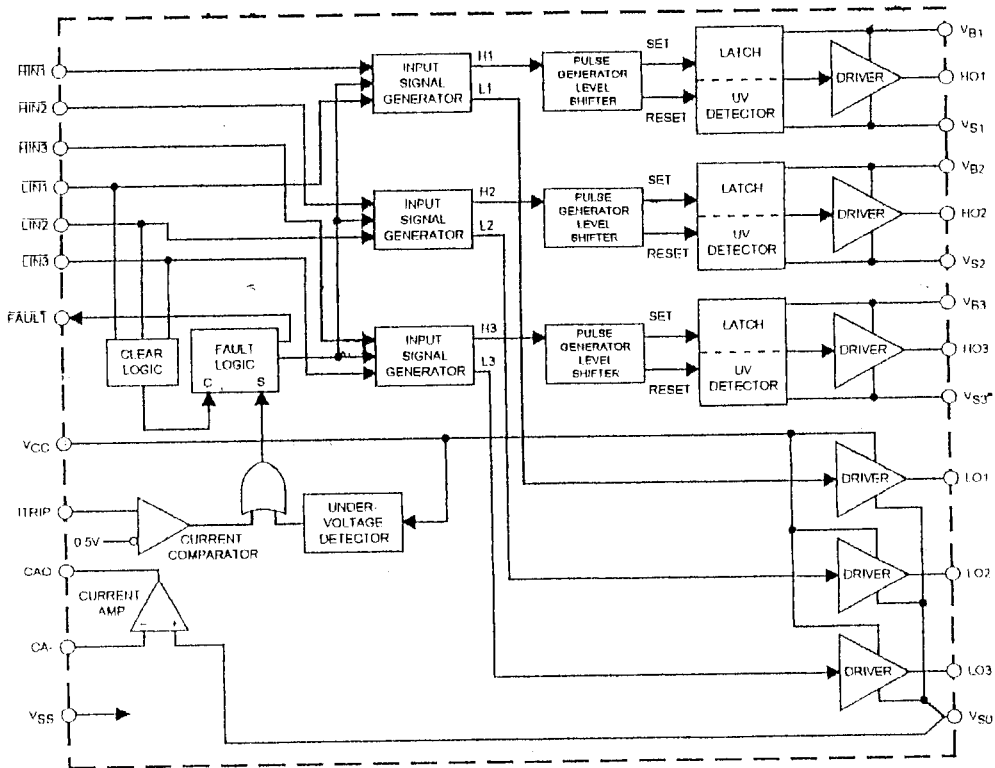 HIN1
HIN2
HIN3
LIN1
LIN2
LIN3
FAULT
VCC
ITRIP
0.5V
CAO
CA-
VSS
INPUT
SIGNAL
GENERATOR
H1
L1
PULSE
GENERATOR
LEVEL
SHIFTER
SET
RESET
LATCH
UV
DETECTOR
DRIVER
VB1
HO1
VS1
INPUT
SIGNAL
GENERATOR
H2
L2
PULSE
GENERATOR
LEVEL
SHIFTER
SET
RESET
LATCH
UV
DETECTOR
DRIVER
VB2
HO2
VS2
INPUT
SIGNAL
GENERATOR
H3
L3
PULSE
GENERATOR
LEVEL
SHIFTER
SET
RESET
LATCH
UV
DETECTOR
DRIVER
VB3
HO3
VS3
CLEAR
LOGIC
FAULT
LOGIC
C
S
UNDER-
VOLTAGE
DETECTOR
CURRENT
COMPARATOR
CURRENT
AMP
-
+
DRIVER
LO1
DRIVER
LO2
DRIVER
LO3
VS0